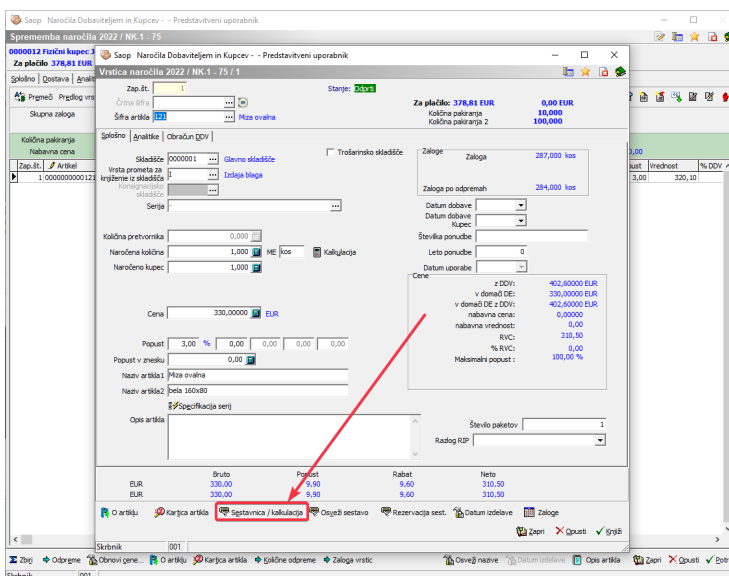 Saop Naročila Dobaviteljem in Kupcev - - Predstavitveni uporabnik
Sprememba naročila
2022 / NK-1 - 75
0000012 Fizični kupec
Za plačilo 378,81 EUR
Splošno Dostava Analit
Premeči Predlog vrs
Skupna zaloga
Količina pakiranja
Nabavna cena
Zap.št. Artikel
1 0000000000121
Saop Naročila Dobaviteljem in Kupcev - - Predstavitveni uporabnik
Vrstica naročila 2022 / NK-1 - 75 / 1
Zap.št. 1 Stanje: Odprti
Črtna šifra ... Za plačilo: 378,81 EUR 0,00 EUR
Šifra artikla 121 ... Miza ovalna
Količina pakiranja 10,000
Količina pakiranja 2 100,000
Splošno Analitke Obračun DDV
Skladišče 0000001 ... Glavno skladišče
Trošarinsko skladišče
Vrsta prometa za knjiženje iz skladišča I ... Izdaja blaga
Konsignacijsko skladišče ...
Serija - ...
Zaloge
Zaloga 287,000 kos
Zaloga po odpremah 284,000 kos
Datum dobave
Datum dobave Kupec
Številka ponudbe
Leto ponudbe 0
Datum uporabe
Količina pretvornika 0,000
Naročena količina 1,000 ME kos Kalkulacija
Naročeno kupec 1,000
Cena 330,00000 EUR
Popust 3,00 % 0,00 0,00 0,00 0,00
Popust v znesku 0,00
Naziv artikla1 Miza ovalna
Naziv artikla2 bela 160x80
Specifikacija serij
Opis artikla
Cene
z DDV: 402,60000 EUR
v domači DE: 330,00000 EUR
v domači DE z DDV: 402,60000 EUR
nabavna cena: 0,00000
nabavna vrednost: 0,00
RVC: 310,50
% RVC: 0,00
Maksimalni popust : 100,00 %
Število paketov 1
Razlog RIP
Bruto Popust Rabat Neto
EUR 330,00 9,90 9,60 310,50
EUR 330,00 9,90 9,60 310,50
O artiklu Kartica artikla Sestavnica / kalkulacija Osveži sestavo Rezervacija sest. Datum izdelave Zaloge
Zapri Opusti Knjiži
Skrbnik 001
0,00
ust Vrednost % DDV
3,00 320,10
Zbirj Odpreme Obnovi cene... O artiklu Kartica artikla Količine odpreme Zaloga vrstic Osveži nazive Datum izdelave Opis artikla Zapri Opusti Potr
Skrbnik 001